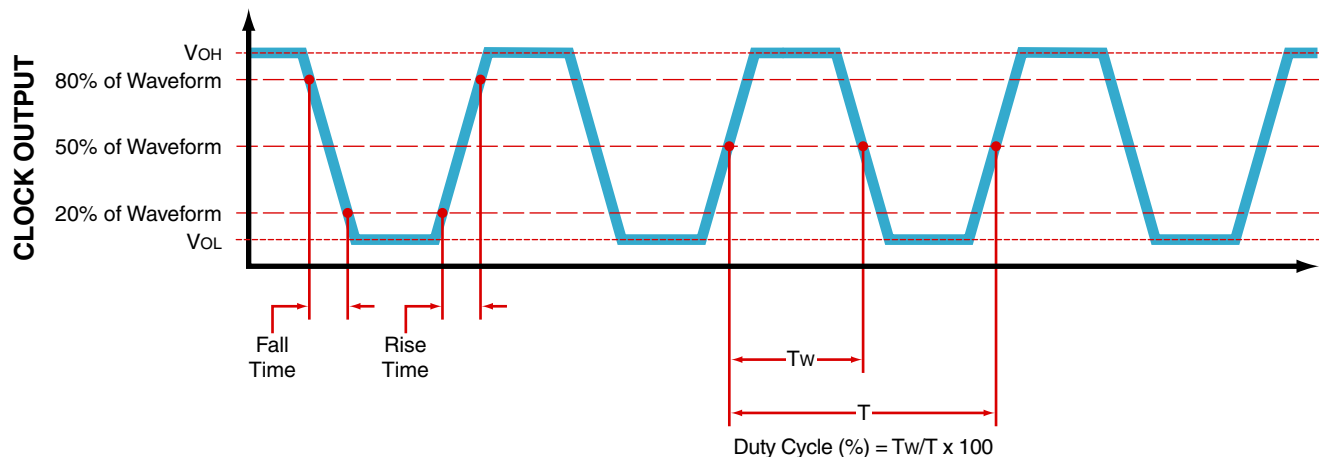 CLOCK OUTPUT
VOH
80% of Waveform
50% of Waveform
20% of Waveform
VOL
Fall
Time
Rise
Time
TW
T
Duty Cycle (%) = TW/T x 100